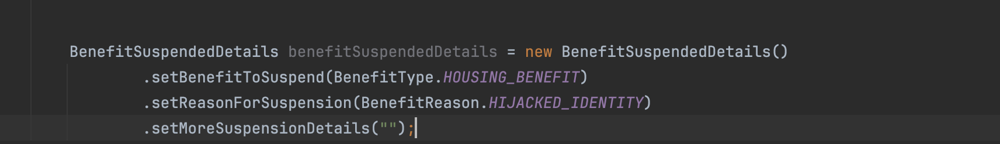 BenefitSuspendedDetails benefitSuspendedDetails = new BenefitSuspendedDetails()
.setBenefitToSuspend(BenefitType.HOUSING_BENEFIT)
.setReasonForSuspension(BenefitReason.HIJACKED_IDENTITY)
.setMoreSuspensionDetails("");